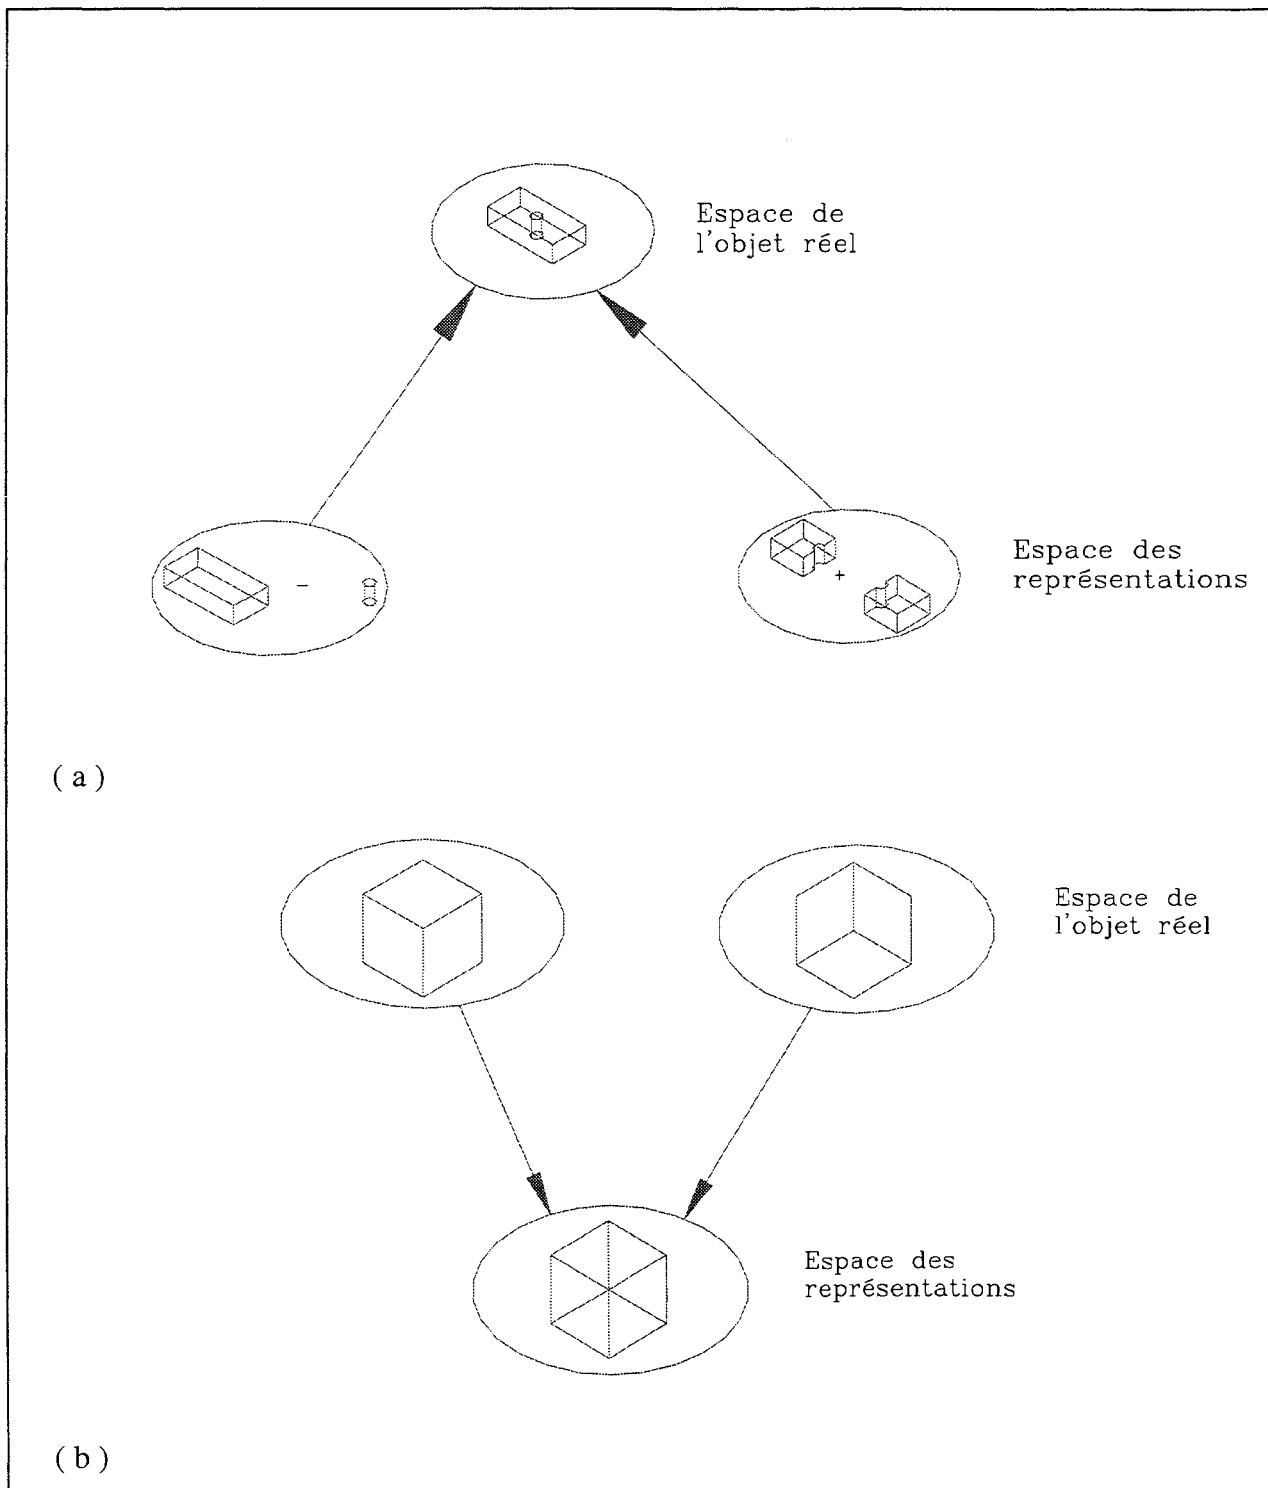 Espace de
l'objet réel
-
+
Espace des
représentations
(a)
Espace de
l'objet réel
Espace des
représentations
(b)